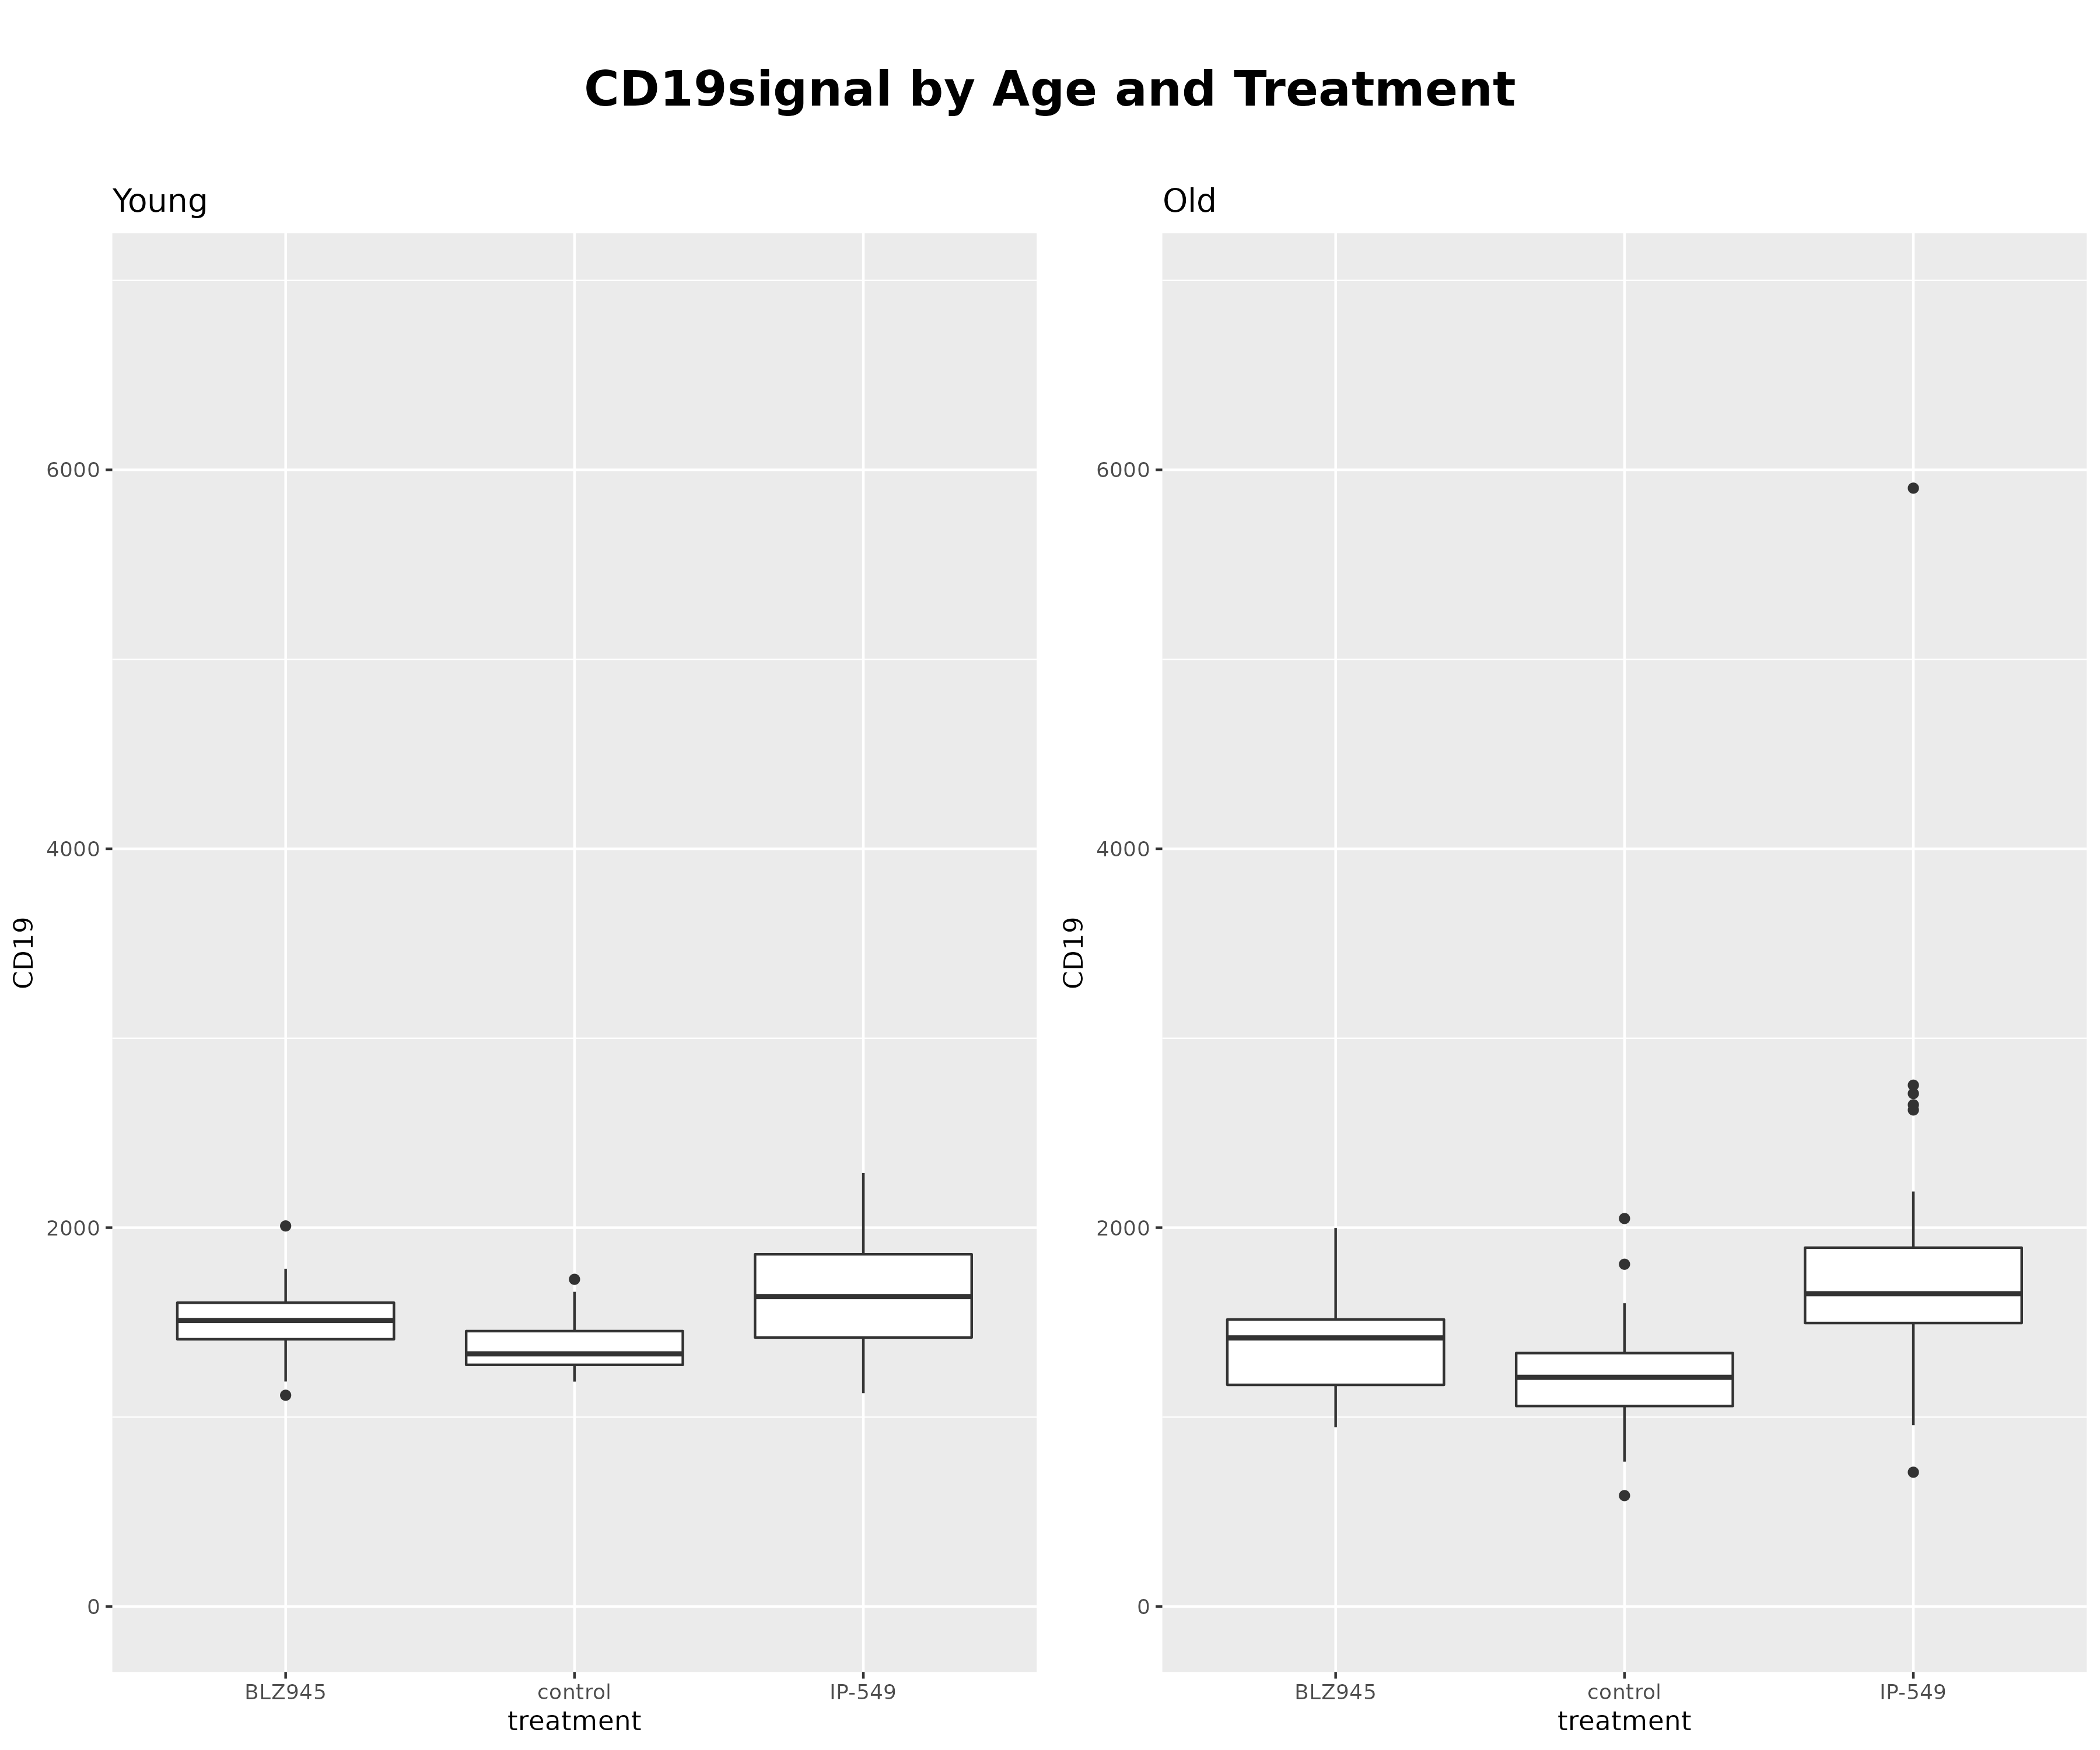 CD19signal by Age and Treatment
Young
6000
4000
2000
0
CD19
BLZ945 control IP-549
treatment
Old
6000
4000
2000
0
CD19
BLZ945 control IP-549
treatment